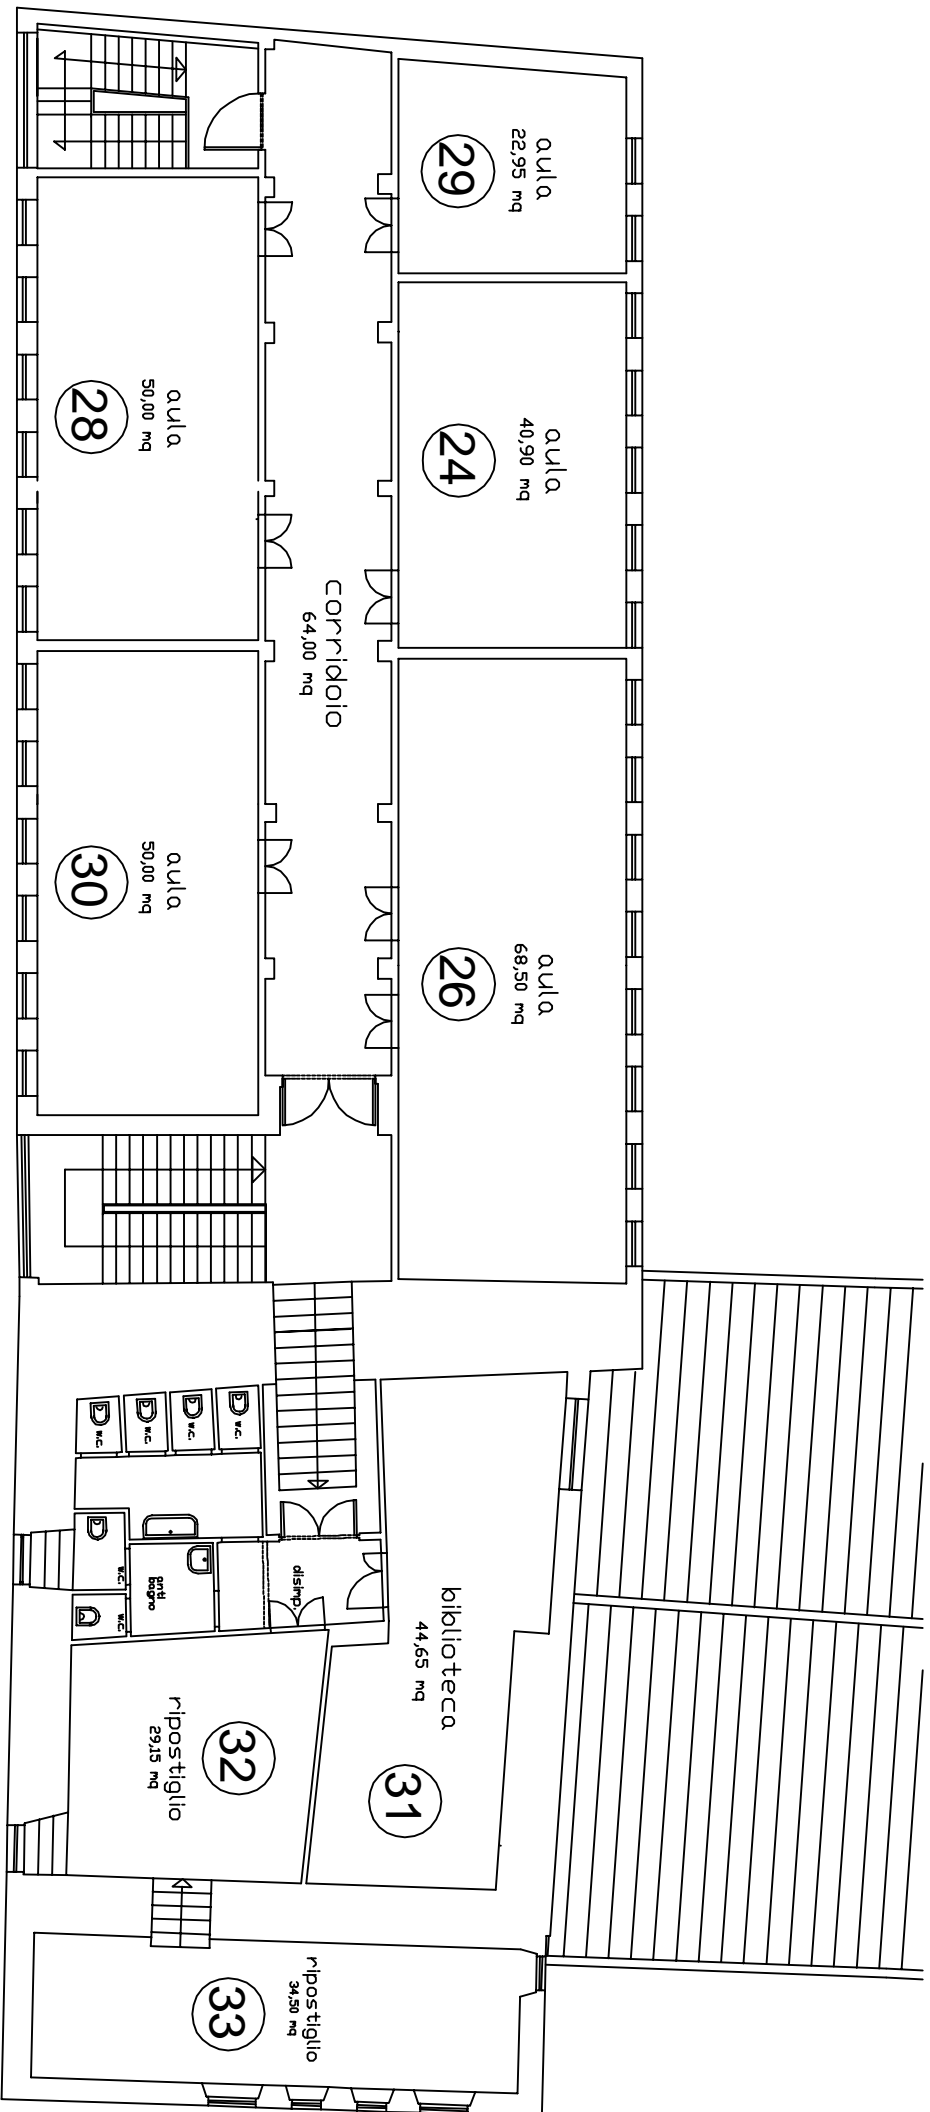 aula
22,95 mq
29
aula
40,90 mq
24
aula
50,00 mq
28
corridoio
64,00 mq
aula
50,00 mq
30
aula
68,50 mq
26
w.c.
w.c.
w.c.
w.c.
w.c.
w.c.
anti
bagno
disimp.
biblioteca
44,65 mq
31
32
ripostiglio
29,15 mq
ripostiglio
34,50 mq
33